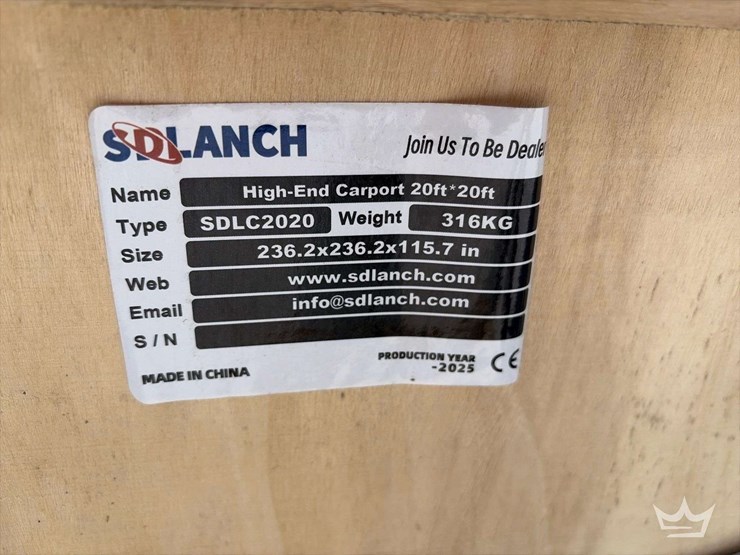 SDLANCH
Join Us To Be Dealer
Name High-End Carport 20ft*20ft
Type SDLC2020 Weight 316KG
Size 236.2x236.2x115.7 in
Web www.sdlanch.com
Email info@sdlanch.com
S/N
MADE IN CHINA
PRODUCTION YEAR
-2025
CE